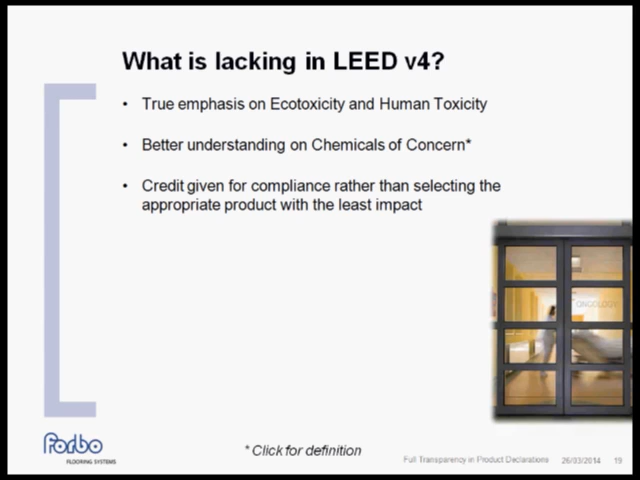 What is lacking in LEED v4?
• True emphasis on Ecotoxicity and Human Toxicity
• Better understanding on Chemicals of Concern*
• Credit given for compliance rather than selecting the
appropriate product with the least impact
ONCOLOGY
Forbo
FLOORING SYSTEMS
* Click for definition
Full Transparency in Product Declarations 26/03/2014 19